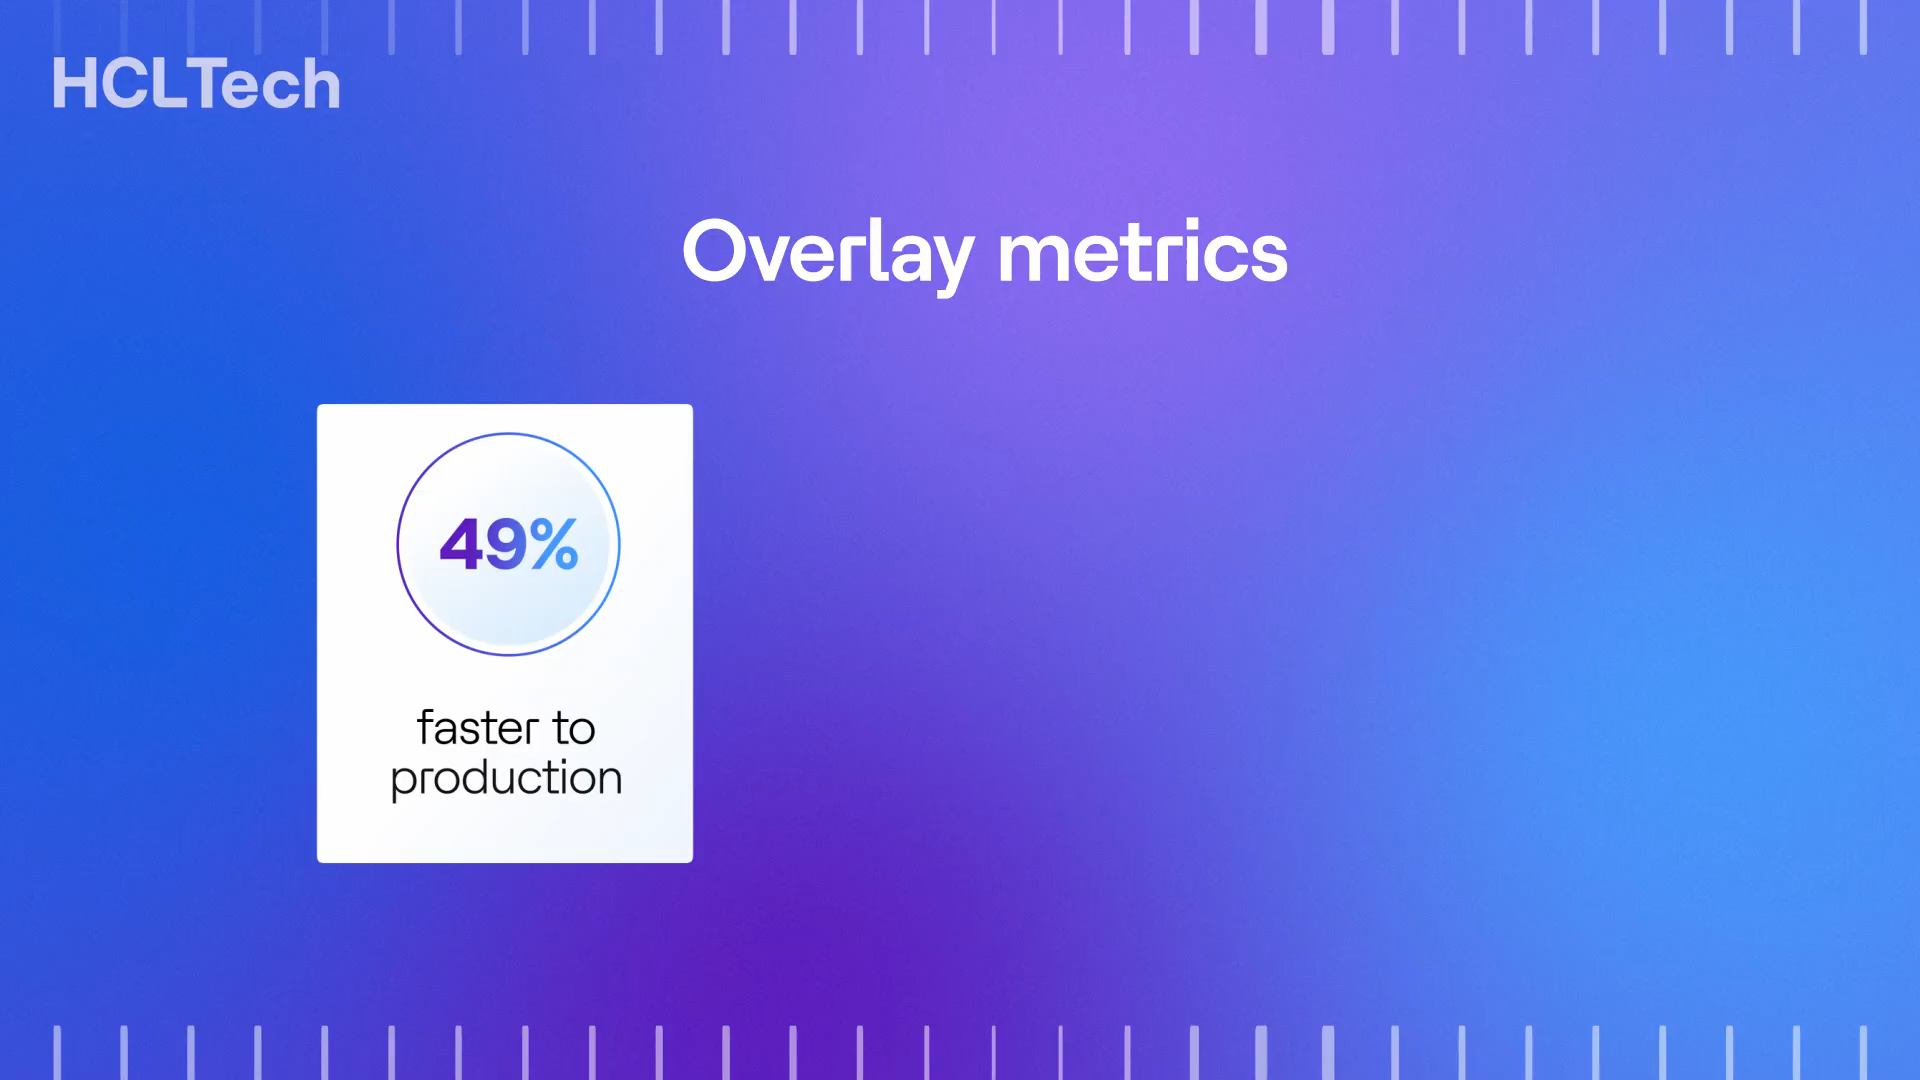 HCLTech
Overlay metrics
49%
faster to
production